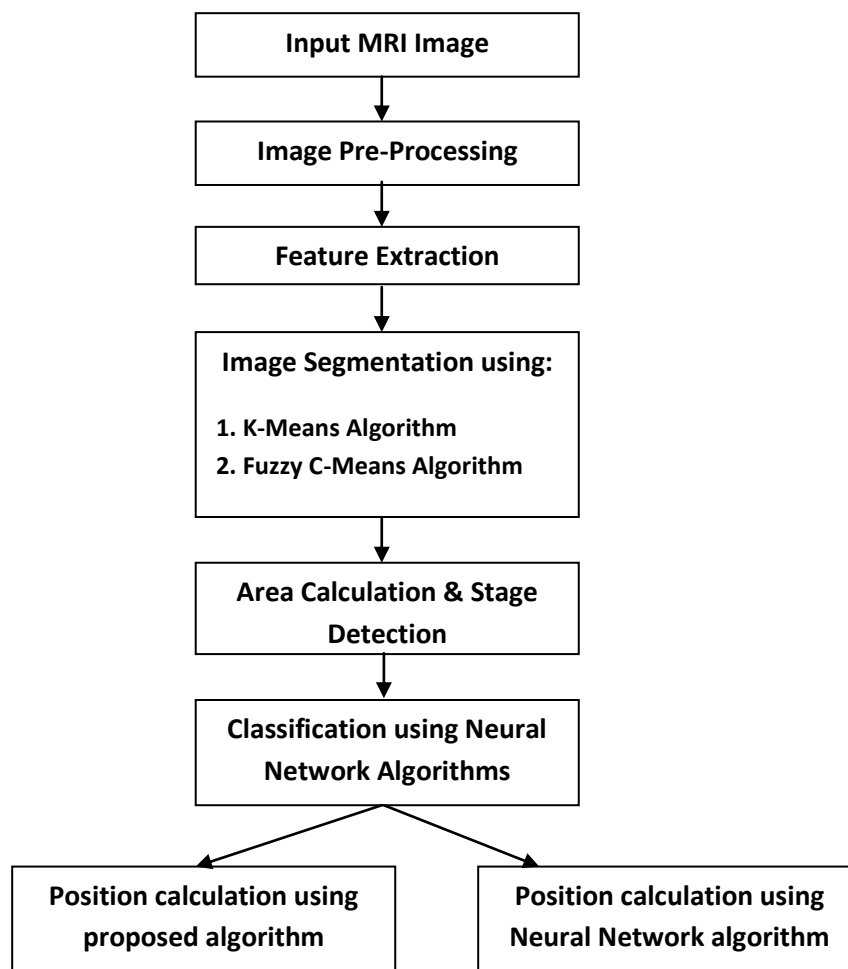 Input MRI Image
Image Pre-Processing
Feature Extraction
Image Segmentation using:
1. K-Means Algorithm
2. Fuzzy C-Means Algorithm
Area Calculation & Stage
Detection
Classification using Neural
Network Algorithms
Position calculation using
proposed algorithm
Position calculation using
Neural Network algorithm